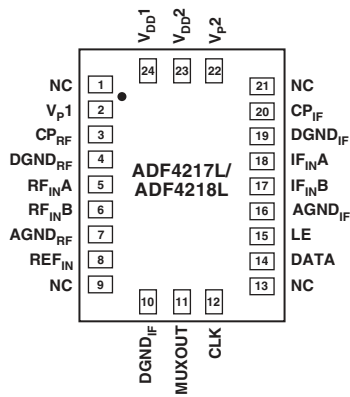 VDD1 VDD2 VP2
24 23 22
NC 1 21 NC
VP1 2 20 CPIF
CPRF 3 19 DGNDIF
DGNDRF 4 18 IFINA
RFINA 5 17 IFINB
RFINB 6 16 AGNDIF
AGNDRF 7 15 LE
REFIN 8 14 DATA
NC 9 13 NC
ADF4217L/
ADF4218L
10 11 12
DGNDIF MUXOUT CLK